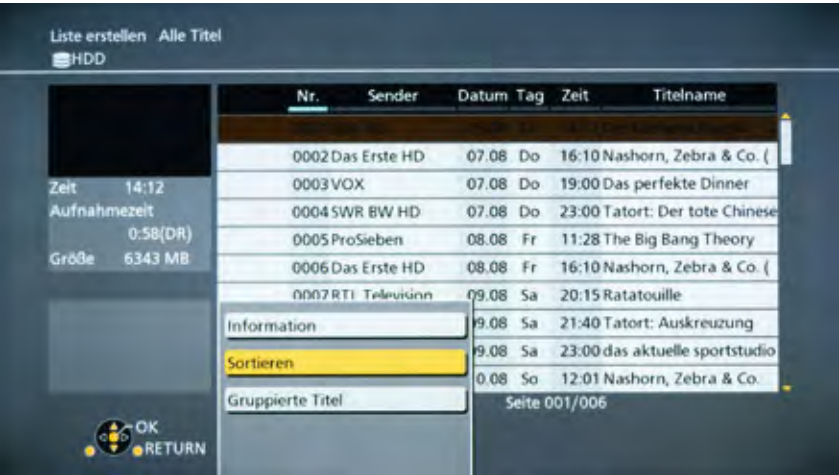 Liste erstellen Alle Titel
HDD
Nr. Sender Datum Tag Zeit Titelname
0002 Das Erste HD 07.08 Do 16:10 Nashorn, Zebra & Co. (
0003 VOX 07.08 Do 19:00 Das perfekte Dinner
0004 SWR BW HD 07.08 Do 23:00 Tatort: Der tote Chinese
0005 ProSieben 08.08 Fr 11:28 The Big Bang Theory
0006 Das Erste HD 08.08 Fr 16:10 Nashorn, Zebra & Co. (
0007 RTL Television 09.08 Sa 20:15 Ratatouille
9.08 Sa 21:40 Tatort: Auskreuzung
9.08 Sa 23:00 das aktuelle sportstudio
0.08 So 12:01 Nashorn, Zebra & Co.
Zeit 14:12
Aufnahmezeit
0:58(DR)
Größe 6343 MB
Information
Sortieren
Gruppierte Titel
Seite 001/006
OK
RETURN